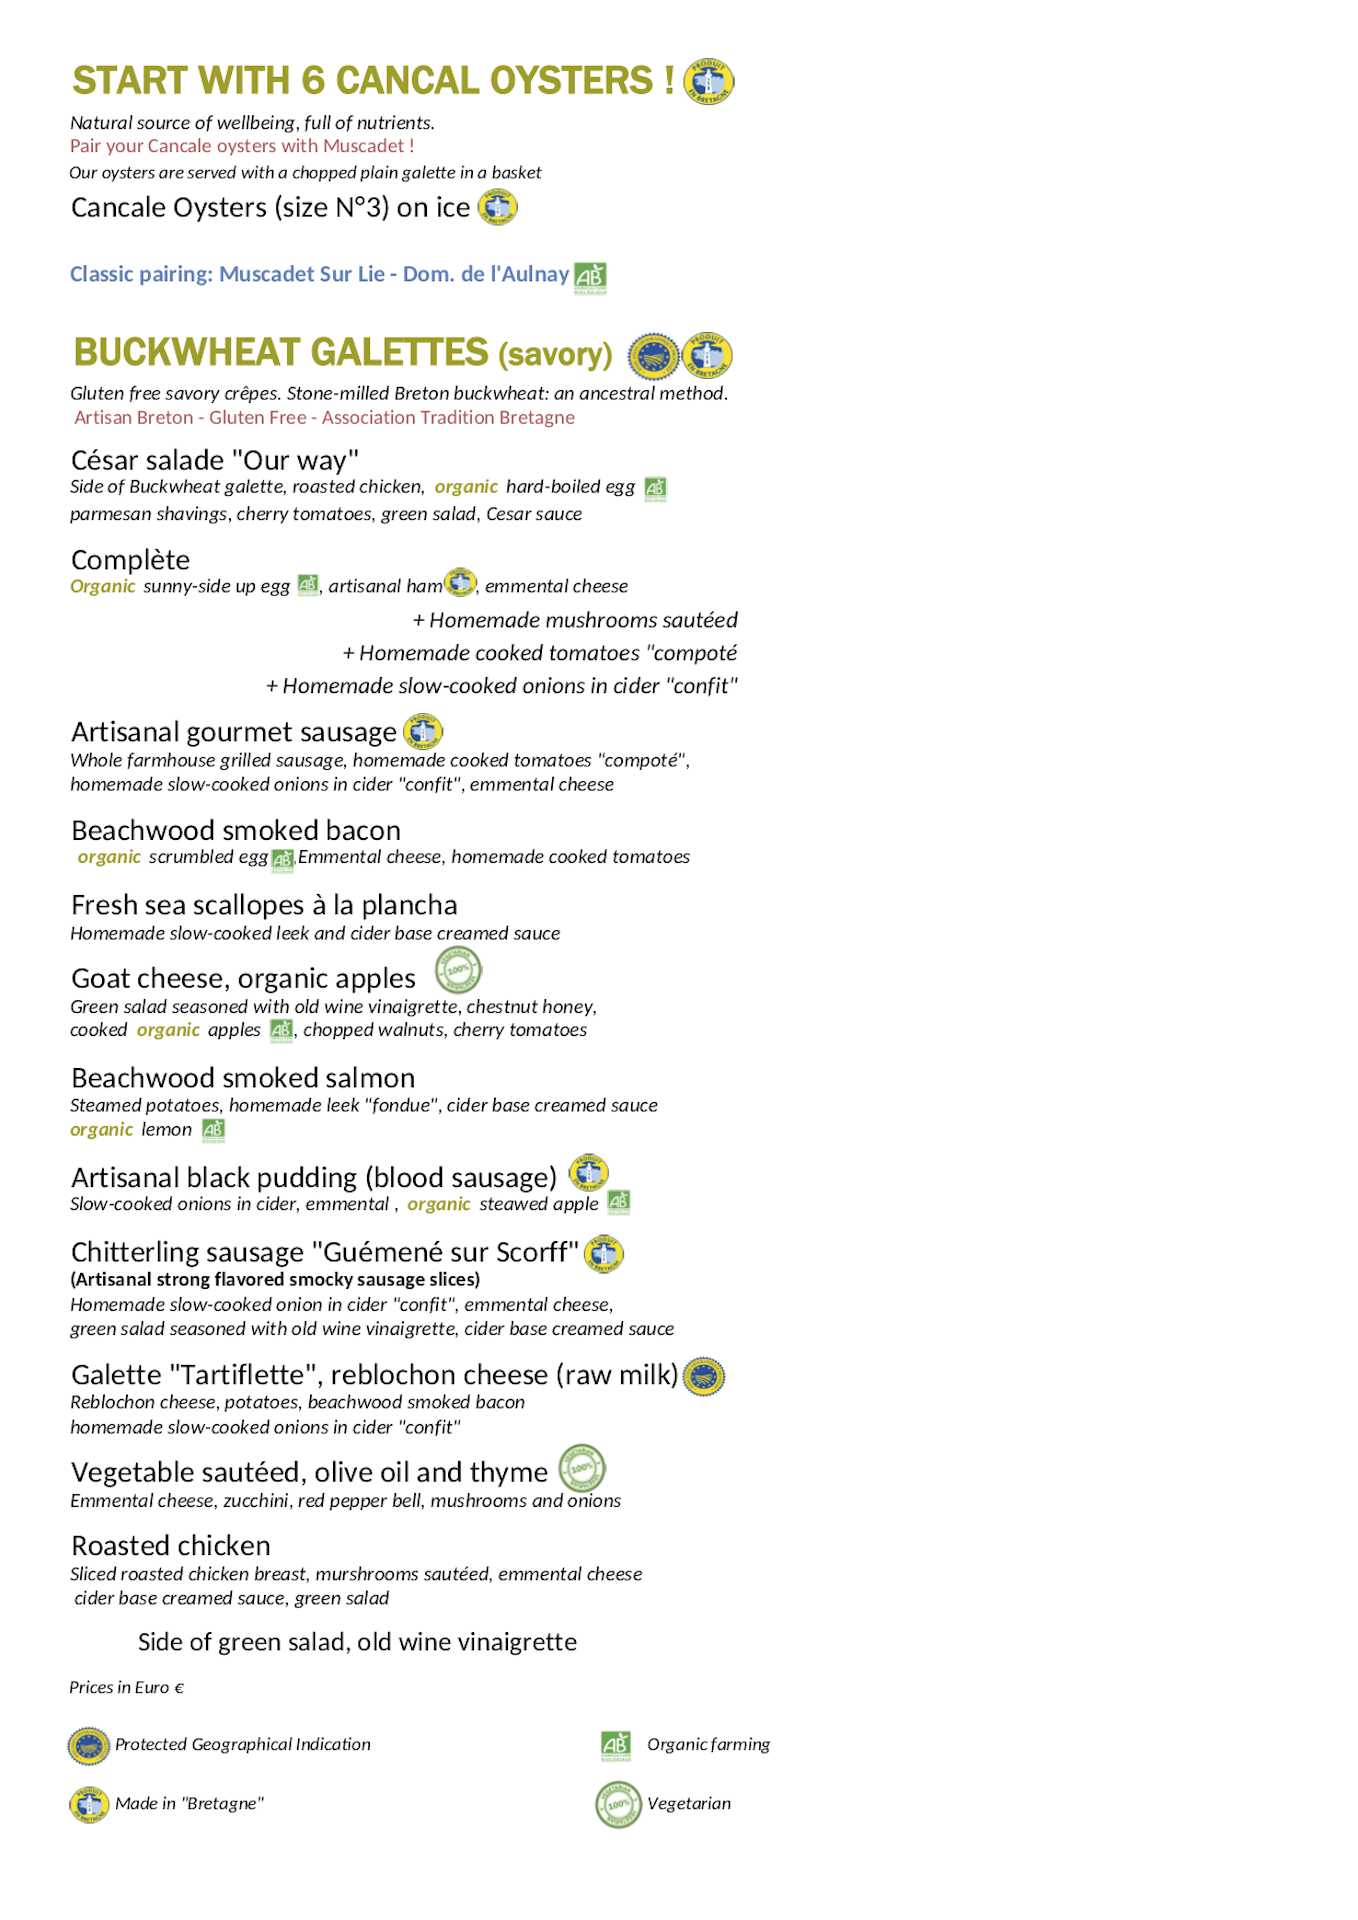 START WITH 6 CANCAL OYSTERS !
Natural source of wellbeing, full of nutrients.
Pair your Cancale oysters with Muscadet !
Our oysters are served with a chopped plain galette in a basket
Cancale Oysters (size N°3) on ice
Classic pairing: Muscadet Sur Lie - Dom. de l'Aulnay
BUCKWHEAT GALETTES (savory)
Gluten free savory crêpes. Stone-milled Breton buckwheat: an ancestral method.
Artisan Breton - Gluten Free - Association Tradition Bretagne
César salade "Our way"
Side of Buckwheat galette, roasted chicken, organic hard-boiled egg
parmesan shavings, cherry tomatoes, green salad, Cesar sauce
Complète
Organic sunny-side up egg , artisanal ham , emmental cheese
+ Homemade mushrooms sautéed
+ Homemade cooked tomatoes "compoté
+ Homemade slow-cooked onions in cider "confit"
Artisanal gourmet sausage
Whole farmhouse grilled sausage, homemade cooked tomatoes "compoté",
homemade slow-cooked onions in cider "confit", emmental cheese
Beachwood smoked bacon
organic scrumbled egg ,Emmental cheese, homemade cooked tomatoes
Fresh sea scallopes à la plancha
Homemade slow-cooked leek and cider base creamed sauce
Goat cheese, organic apples
Green salad seasoned with old wine vinaigrette, chestnut honey,
cooked organic apples , chopped walnuts, cherry tomatoes
Beachwood smoked salmon
Steamed potatoes, homemade leek "fondue", cider base creamed sauce
organic lemon
Artisanal black pudding (blood sausage)
Slow-cooked onions in cider, emmental , organic steawed apple
Chitterling sausage "Guémené sur Scorff"
(Artisanal strong flavored smocky sausage slices)
Homemade slow-cooked onion in cider "confit", emmental cheese,
green salad seasoned with old wine vinaigrette, cider base creamed sauce
Galette "Tartiflette", reblochon cheese (raw milk)
Reblochon cheese, potatoes, beachwood smoked bacon
homemade slow-cooked onions in cider "confit"
Vegetable sautéed, olive oil and thyme
Emmental cheese, zucchini, red pepper bell, mushrooms and onions
Roasted chicken
Sliced roasted chicken breast, murshrooms sautéed, emmental cheese
cider base creamed sauce, green salad
Side of green salad, old wine vinaigrette
Prices in Euro €
Protected Geographical Indication
Organic farming
Made in "Bretagne"
Vegetarian